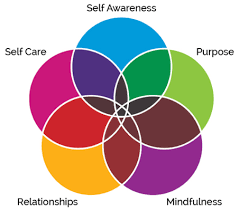 Self Awareness
Self Care
Purpose
Relationships
Mindfulness